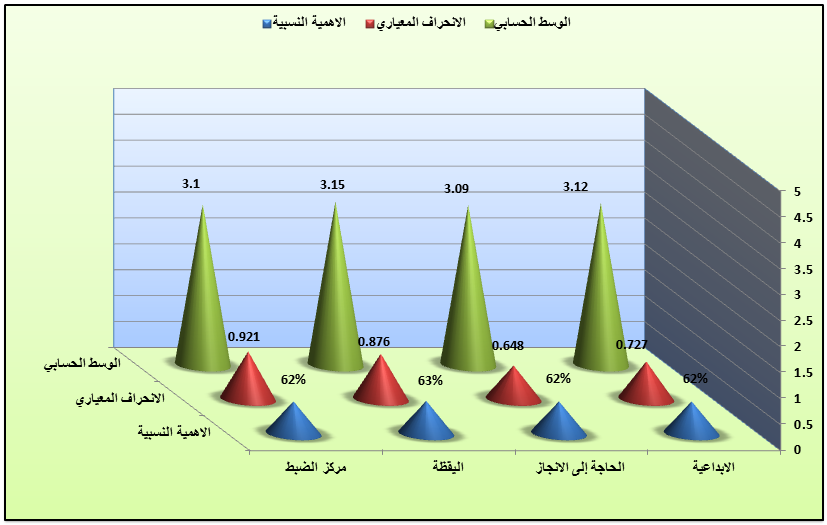 الوسط الحسابي
الانحراف المعياري
الاهمية النسبية
3.1
3.15
3.09
3.12
0.921
0.876
0.648
0.727
62%
63%
62%
62%
5
4.5
4
3.5
3
2.5
2
1.5
1
0.5
0
الوسط الحسابي
الانحراف المعياري
الاهمية النسبية
الابداعية
الحاجة إلى الانجاز
اليقظة
مركز الضبط